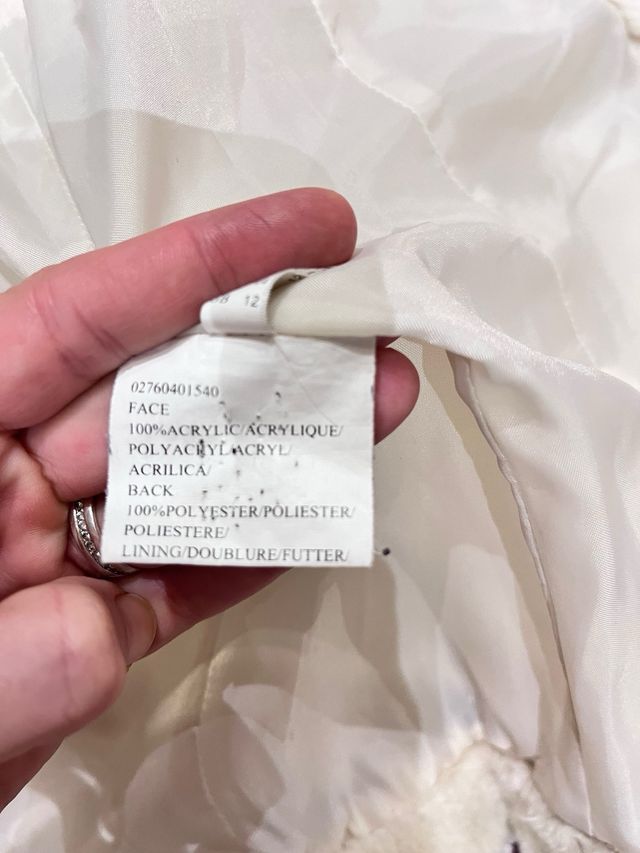 12
02760401540
FACE
100%ACRYLIC/ACRYLIQUE/
POLYACRYL/ACRYL/
ACRILICA/
BACK
100%POLYESTER/POLIESTER/
POLIESTERE/
LINING/DOUBLURE/FUTTER/